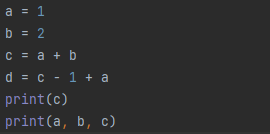 a = 1
b = 2
c = a + b
d = c - 1 + a
print(c)
print(a, b, c)